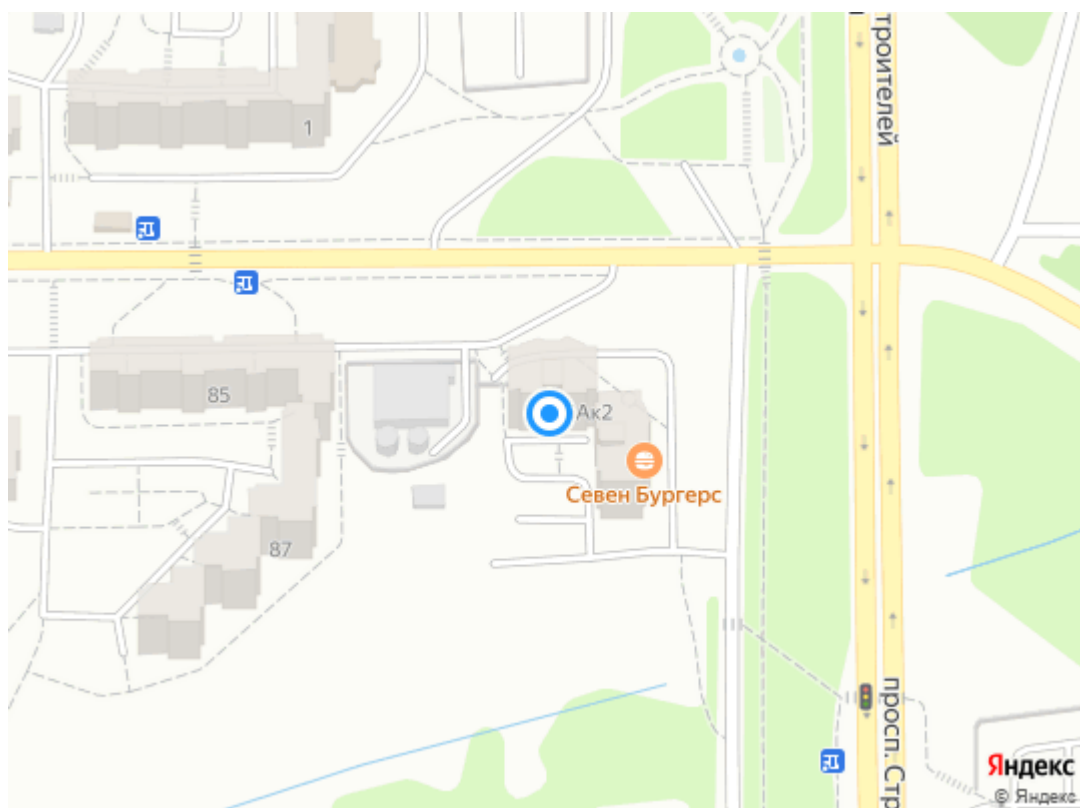 троителей
1
85
Ак2
Севен Бургерс
87
просп. Стр
Яндекс
© Яндекс